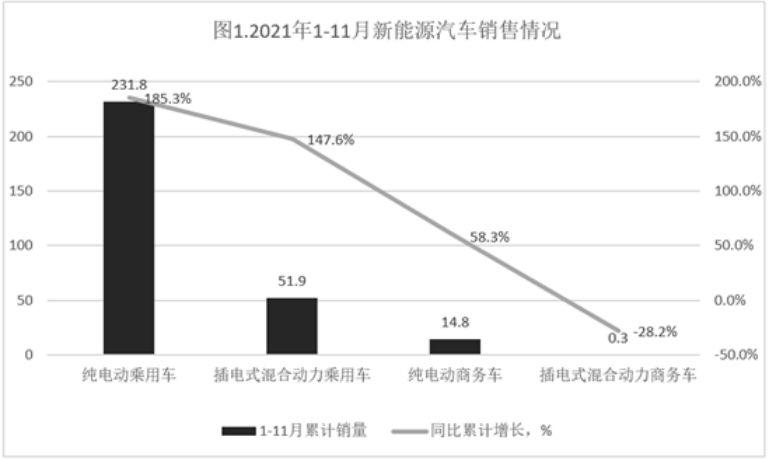 图1.2021年1-11月新能源汽车销售情况
250
200
150
100
50
0
200.0%
150.0%
100.0%
50.0%
0.0%
-50.0%
231.8
185.3%
147.6%
58.3%
51.9
14.8
0.3
-28.2%
纯电动乘用车
插电式混合动力乘用车
纯电动商务车
插电式混合动力商务车
1-11月累计销量
同比累计增长，%